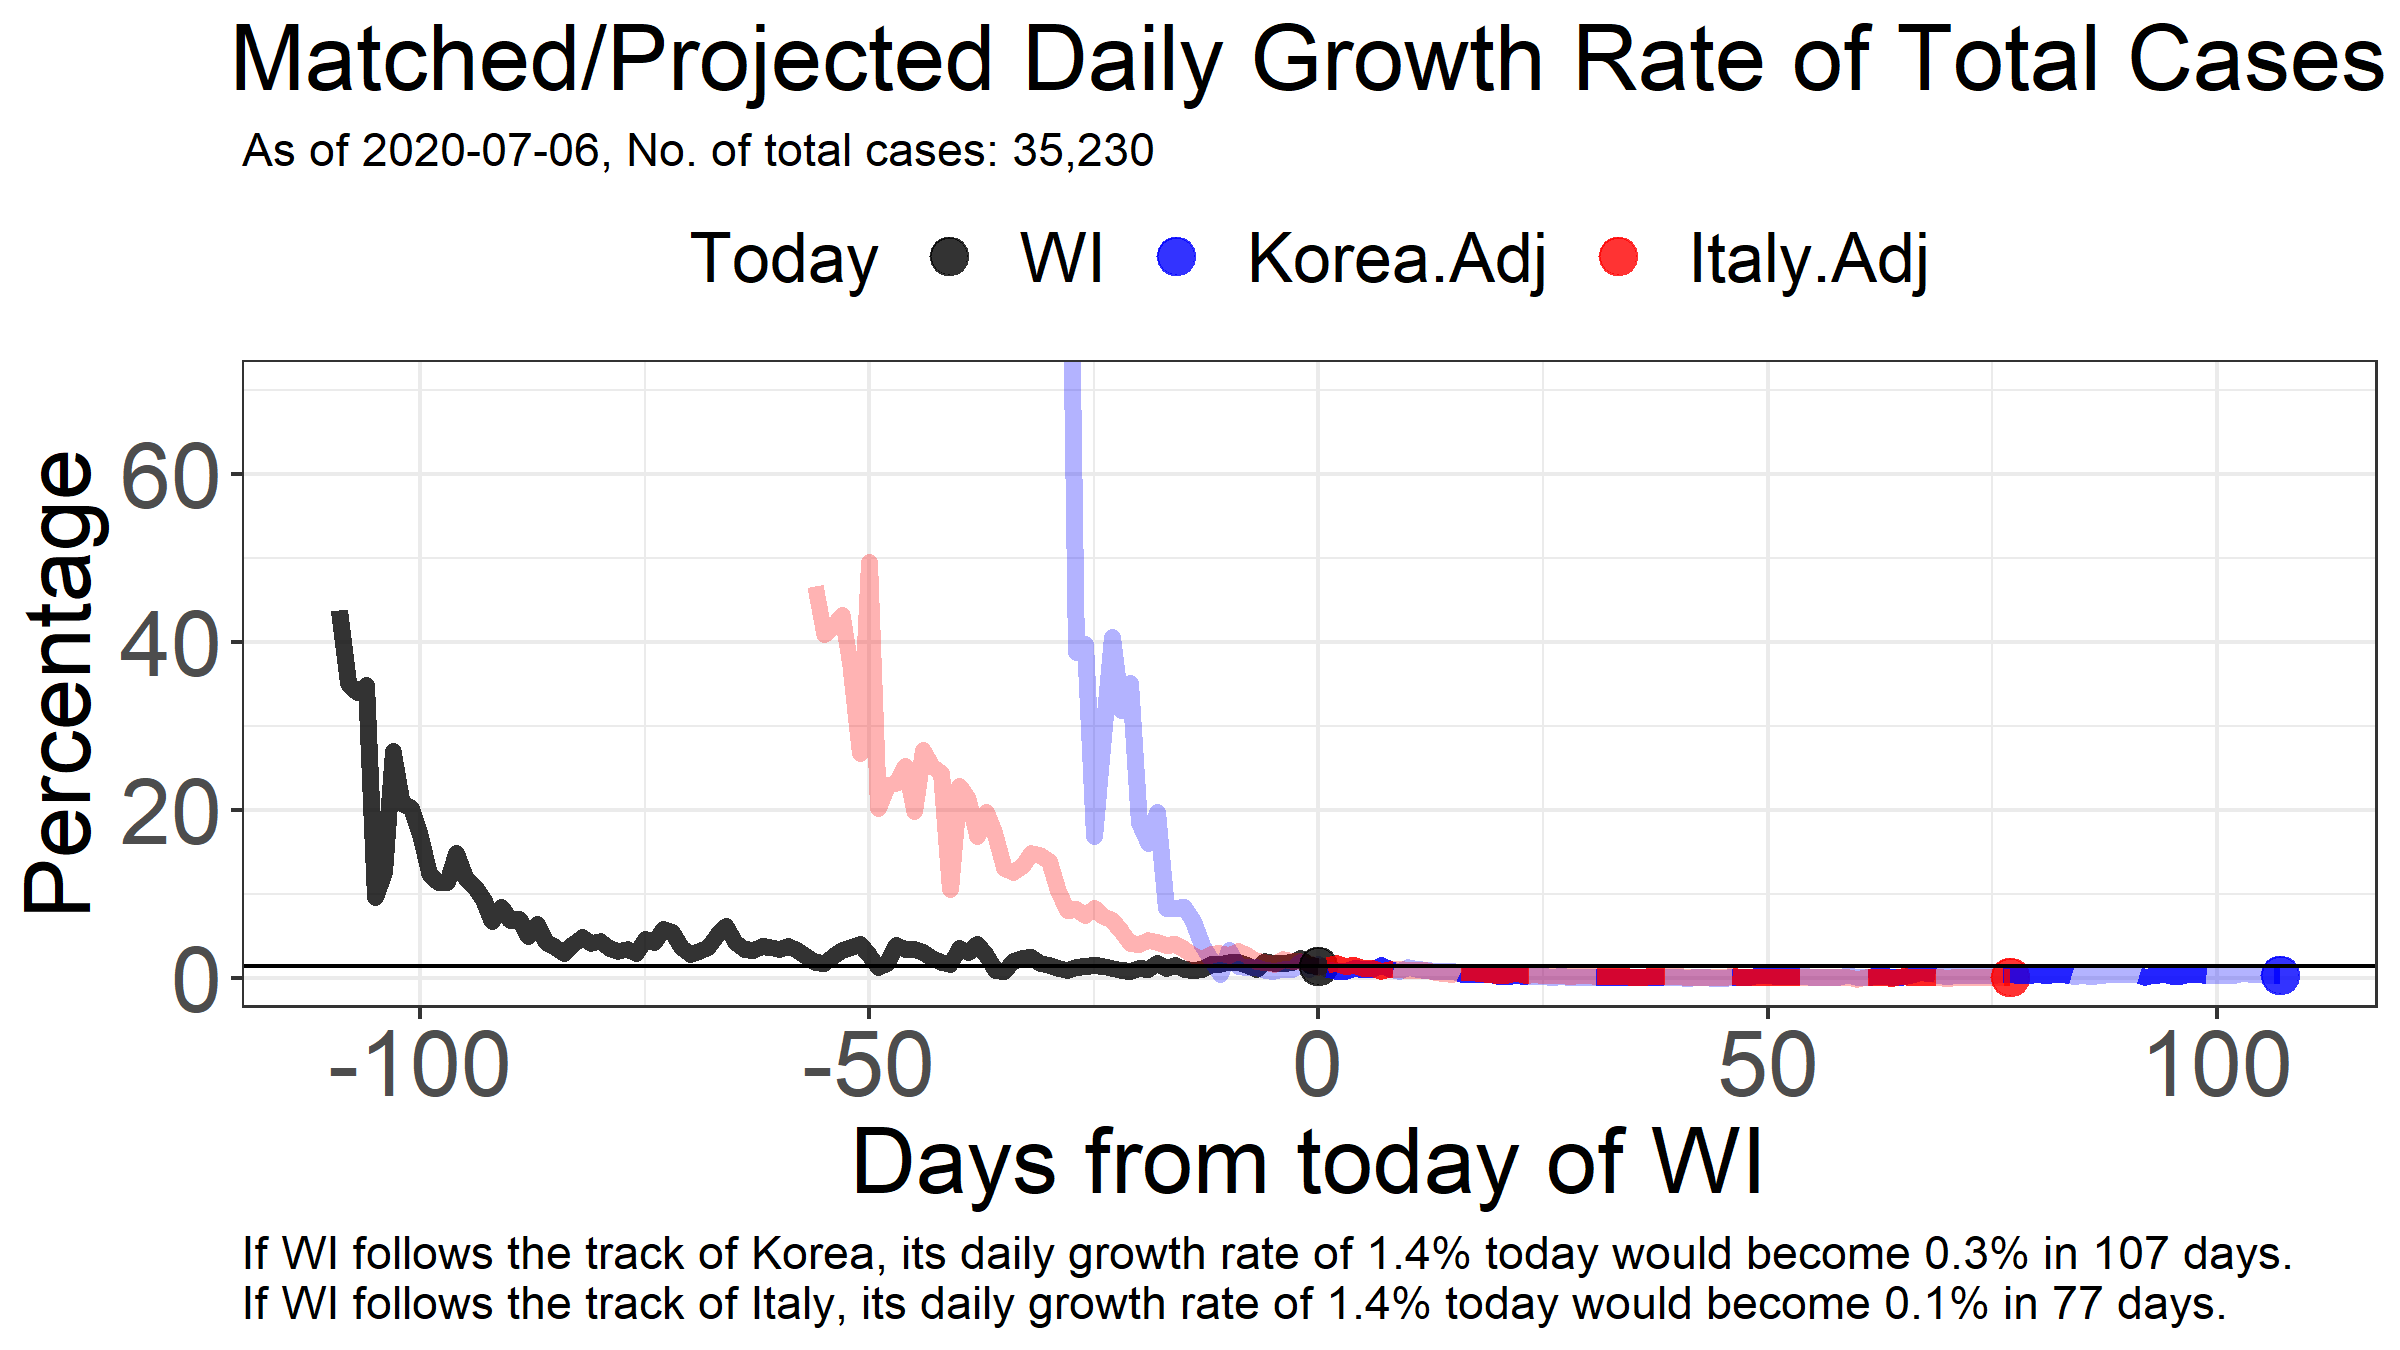 Matched/Projected Daily Growth Rate of Total Cases
As of 2020-07-06, No. of total cases: 35,230
Today WI Korea.Adj Italy.Adj
Percentage
60
40
20
0
-100 -50 0 50 100
Days from today of WI
If WI follows the track of Korea, its daily growth rate of 1.4% today would become 0.3% in 107 days.
If WI follows the track of Italy, its daily growth rate of 1.4% today would become 0.1% in 77 days.